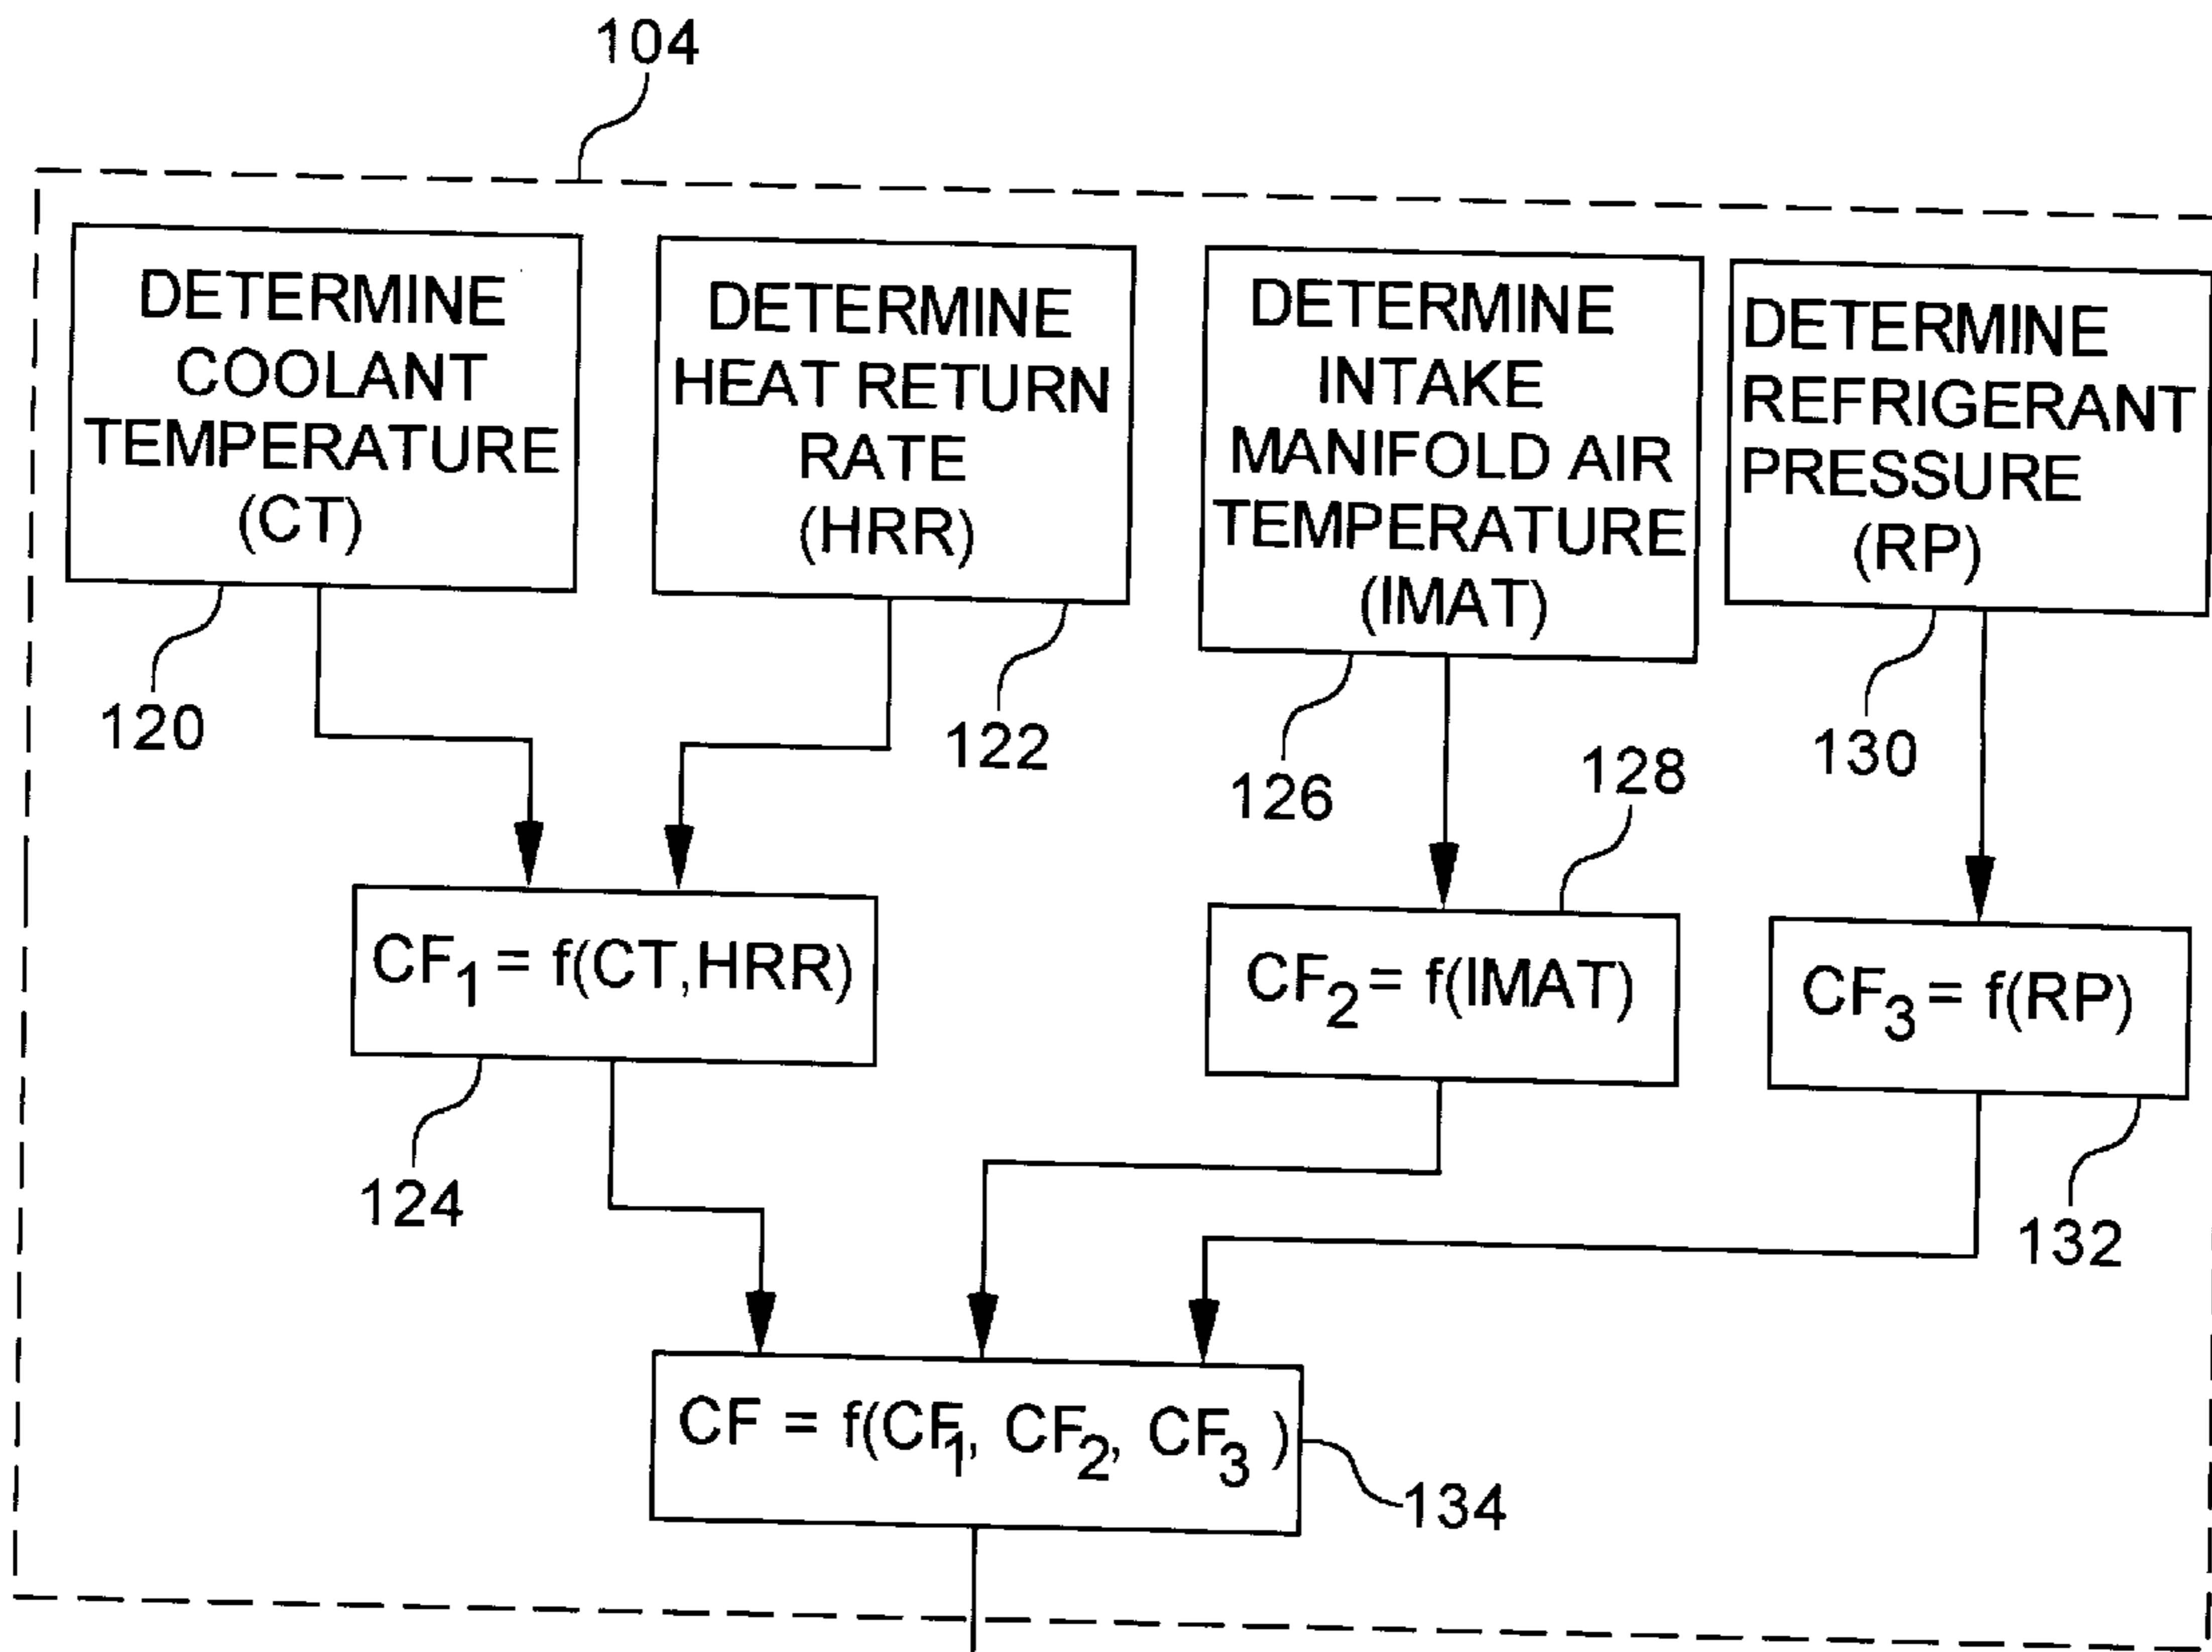 104
DETERMINE
COOLANT
TEMPERATURE
(CT)
DETERMINE
HEAT RETURN
RATE
(HRR)
DETERMINE
INTAKE
MANIFOLD AIR
TEMPERATURE
(IMAT)
DETERMINE
REFRIGERANT
PRESSURE
(RP)
120
122
126
128
130
CF₁ = f(CT,HRR)
CF₂ = f(IMAT)
CF₃ = f(RP)
124
132
CF = f(CF₁, CF₂, CF₃ )
134